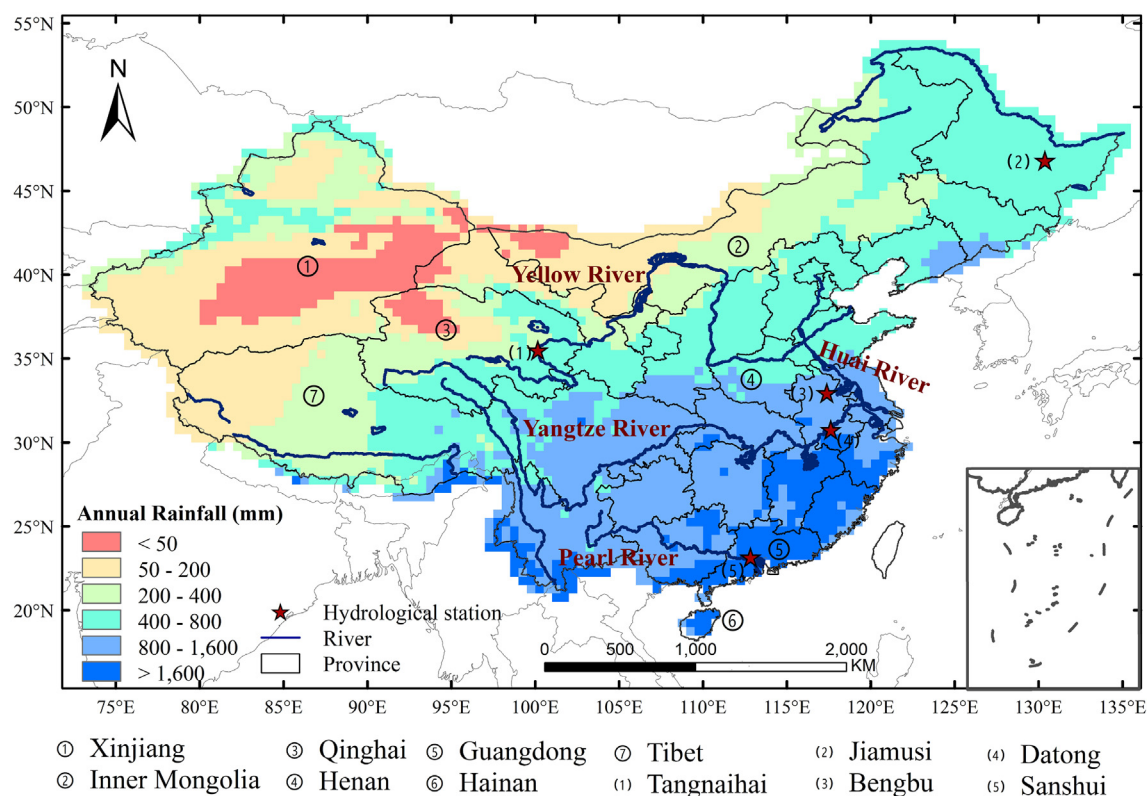 55°N
50°N
45°N
40°N
35°N
30°N
25°N
20°N
N
(2)
②
①
Yellow River
③
(1)
Huai River
⑦
④
(3)
Yangtze River
(4)
Pearl River
⑤
(5)
⑥
Annual Rainfall (mm)
< 50
50 - 200
200 - 400
400 - 800
800 - 1,600
> 1,600
Hydrological station
River
Province
0 500 1,000 2,000
KM
75°E 80°E 85°E 90°E 95°E 100°E 105°E 110°E 115°E 120°E 125°E 130°E 135°E
① Xinjiang ③ Qinghai ⑤ Guangdong ⑦ Tibet (2) Jiamusi (4) Datong
② Inner Mongolia ④ Henan ⑥ Hainan (1) Tangnaihai (3) Bengbu (5) Sanshui